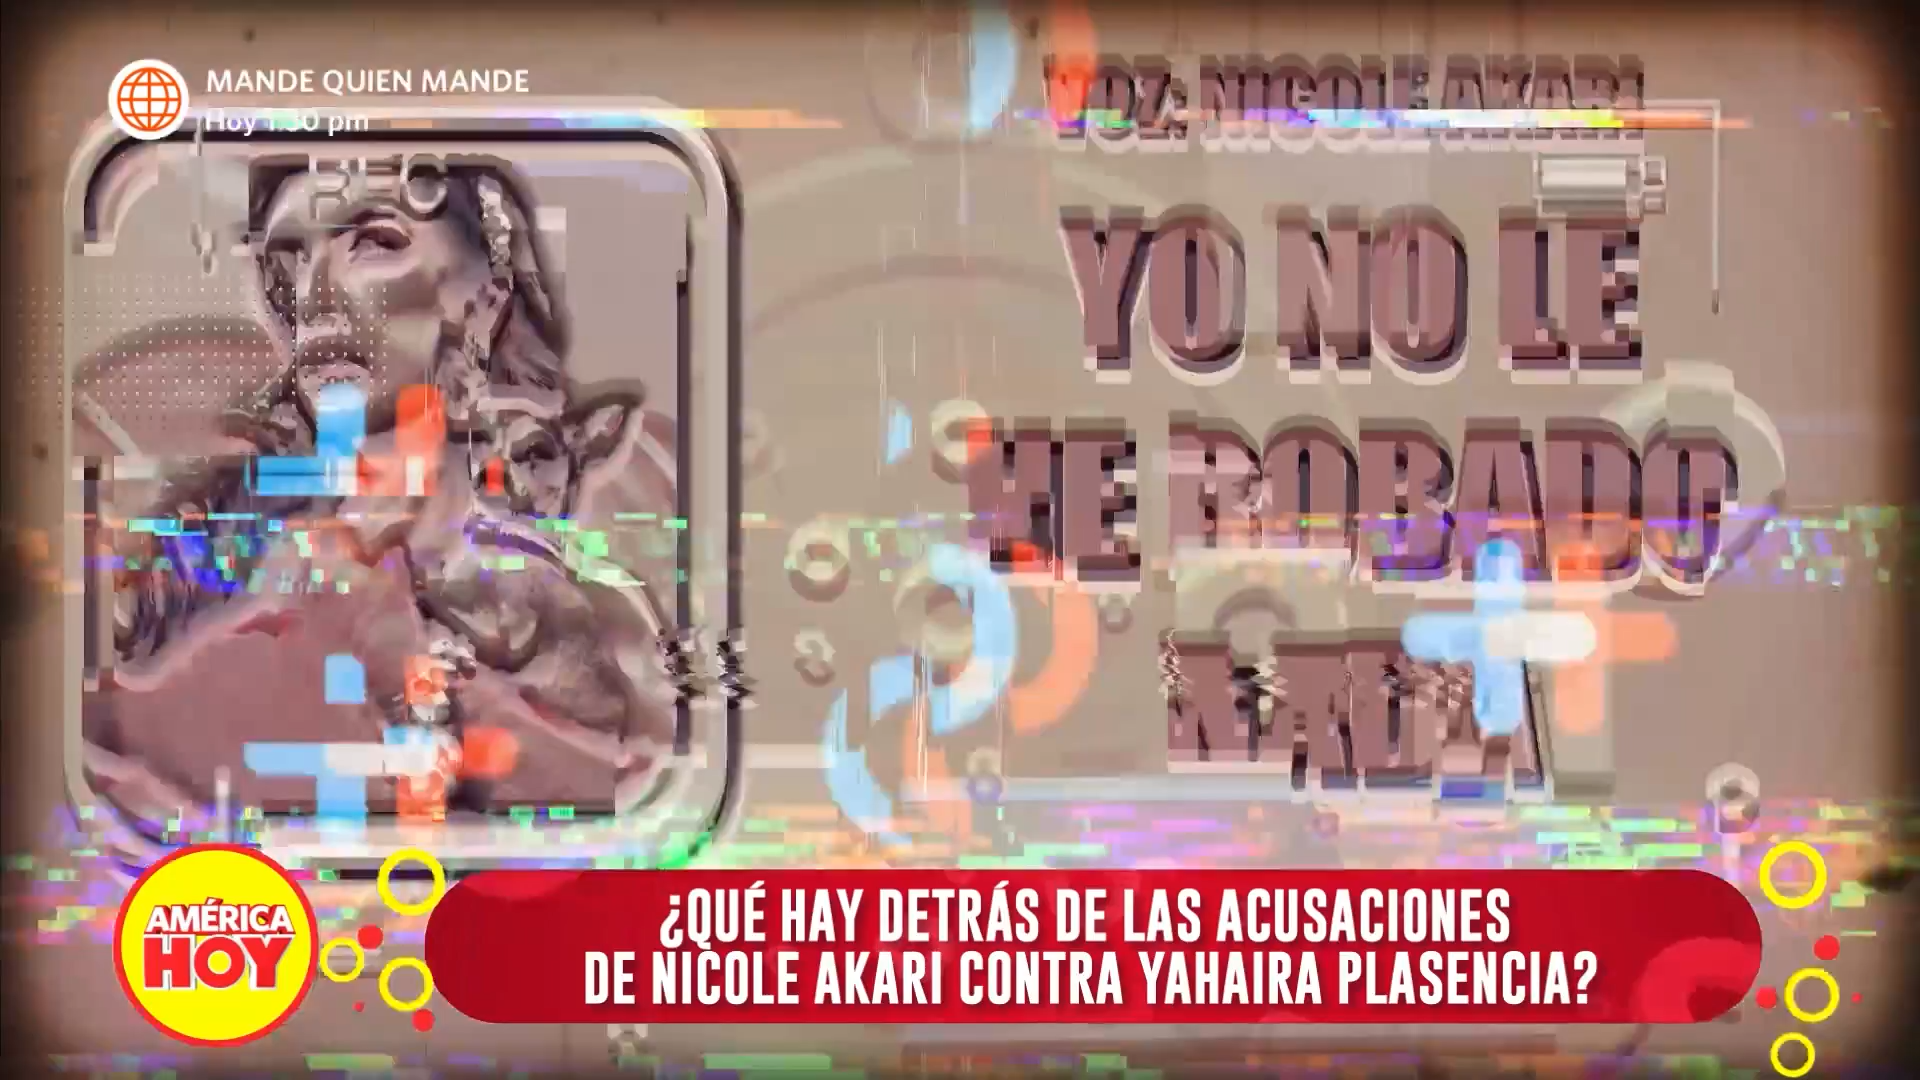 MANDE QUIEN MANDE
Hoy 1:30 pm
REC
VOZ: NICOLE AKARI
YO NO LE
HE ROBADO
NADA
AMÉRICA
HOY
¿QUÉ HAY DETRÁS DE LAS ACUSACIONES
DE NICOLE AKARI CONTRA YAHAIRA PLASENCIA?